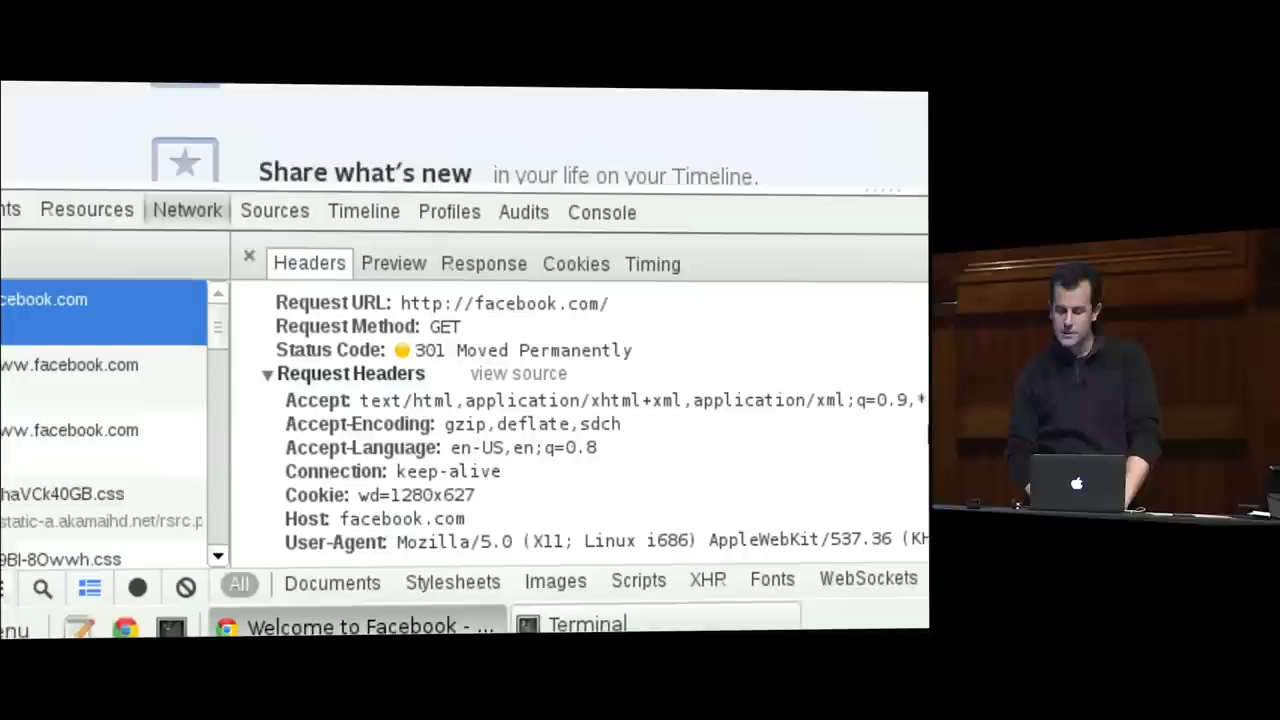 Share what's new in your life on your Timeline.
nts Resources Network Sources Timeline Profiles Audits Console
× Headers Preview Response Cookies Timing
cebook.com
ww.facebook.com
ww.facebook.com
haVCk40GB.css
static-a.akamaihd.net/rsrc.p
9Bl-8Owwh.css
Request URL: http://facebook.com/
Request Method: GET
Status Code: 301 Moved Permanently
Request Headers view source
Accept: text/html,application/xhtml+xml,application/xml;q=0.9,*
Accept-Encoding: gzip,deflate,sdch
Accept-Language: en-US,en;q=0.8
Connection: keep-alive
Cookie: wd=1280x627
Host: facebook.com
User-Agent: Mozilla/5.0 (X11; Linux i686) AppleWebKit/537.36 (KH
All Documents Stylesheets Images Scripts XHR Fonts WebSockets
enu Welcome to Facebook - ... Terminal